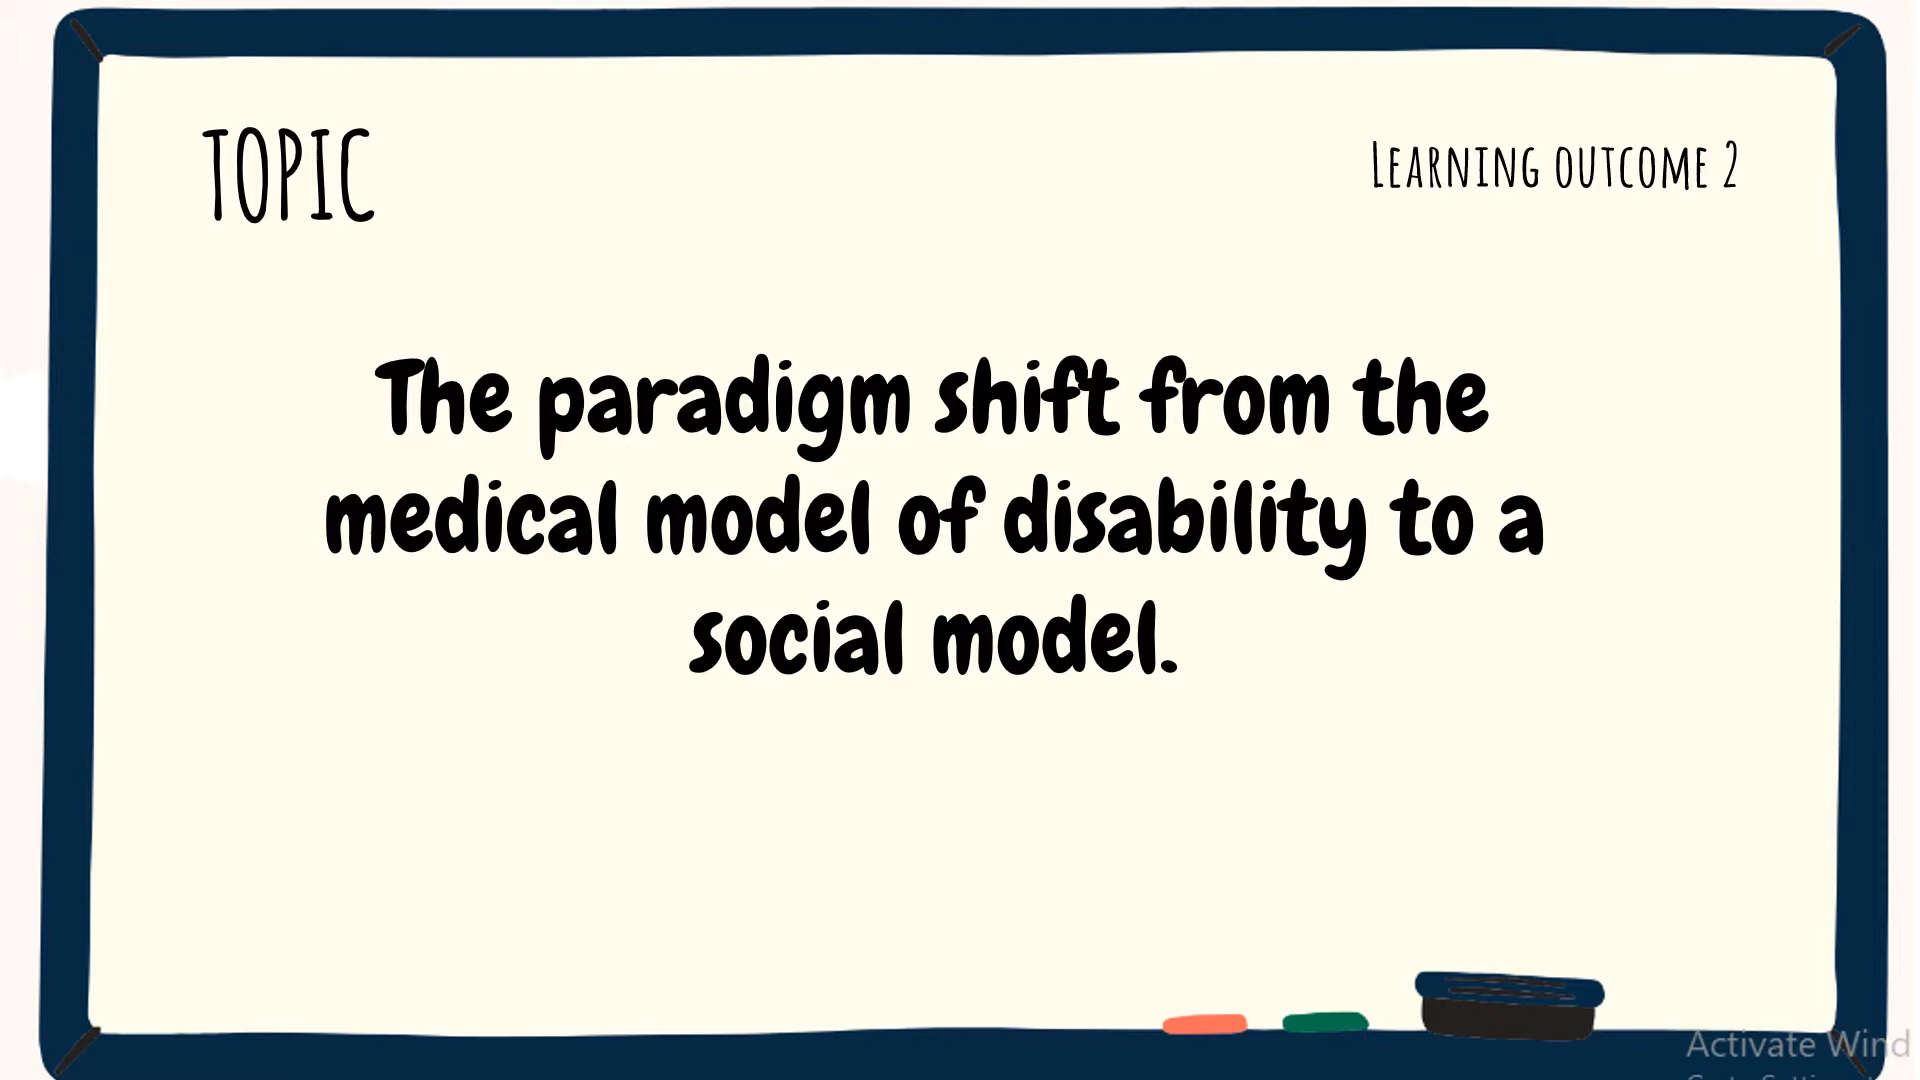 TOPIC
LEARNING OUTCOME 2
The paradigm shift from the
medical model of disability to a
social model.
Activate Wind